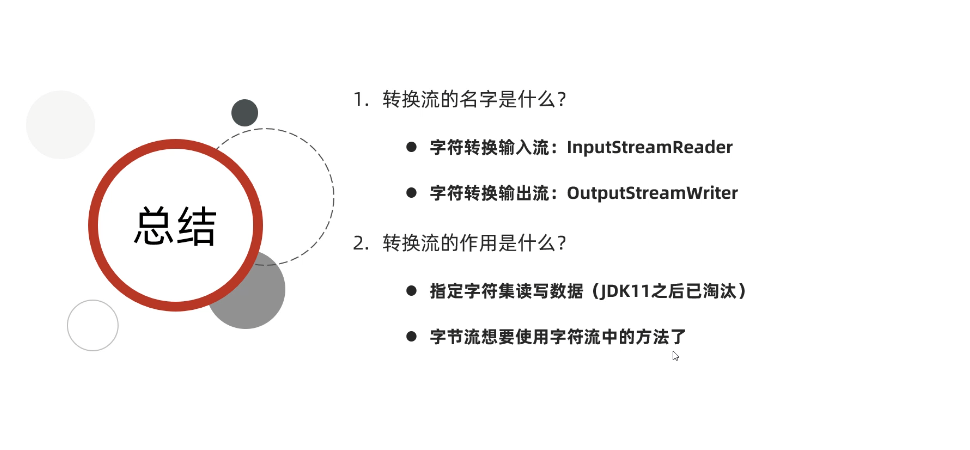 总结
1. 转换流的名字是什么？
● 字符转换输入流：InputStreamReader
● 字符转换输出流：OutputStreamWriter
2. 转换流的作用是什么？
● 指定字符集读写数据（JDK11之后已淘汰）
● 字节流想要使用字符流中的方法了